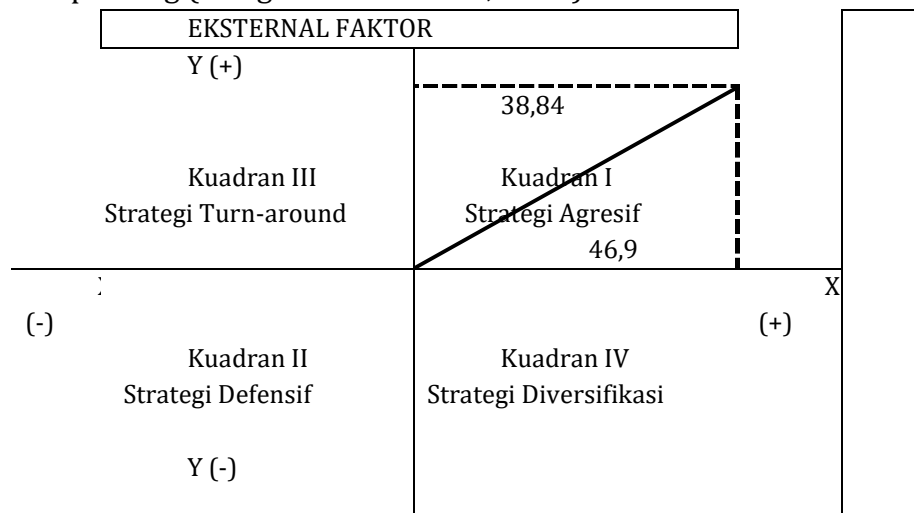 EKSTERNAL FAKTOR
Y (+)
38,84
Kuadran III
Kuadran I
Strategi Turn-around
Strategi Agresif
46,9
X
(-)
(+)
Kuadran II
Kuadran IV
Strategi Defensif
Strategi Diversifikasi
Y (-)